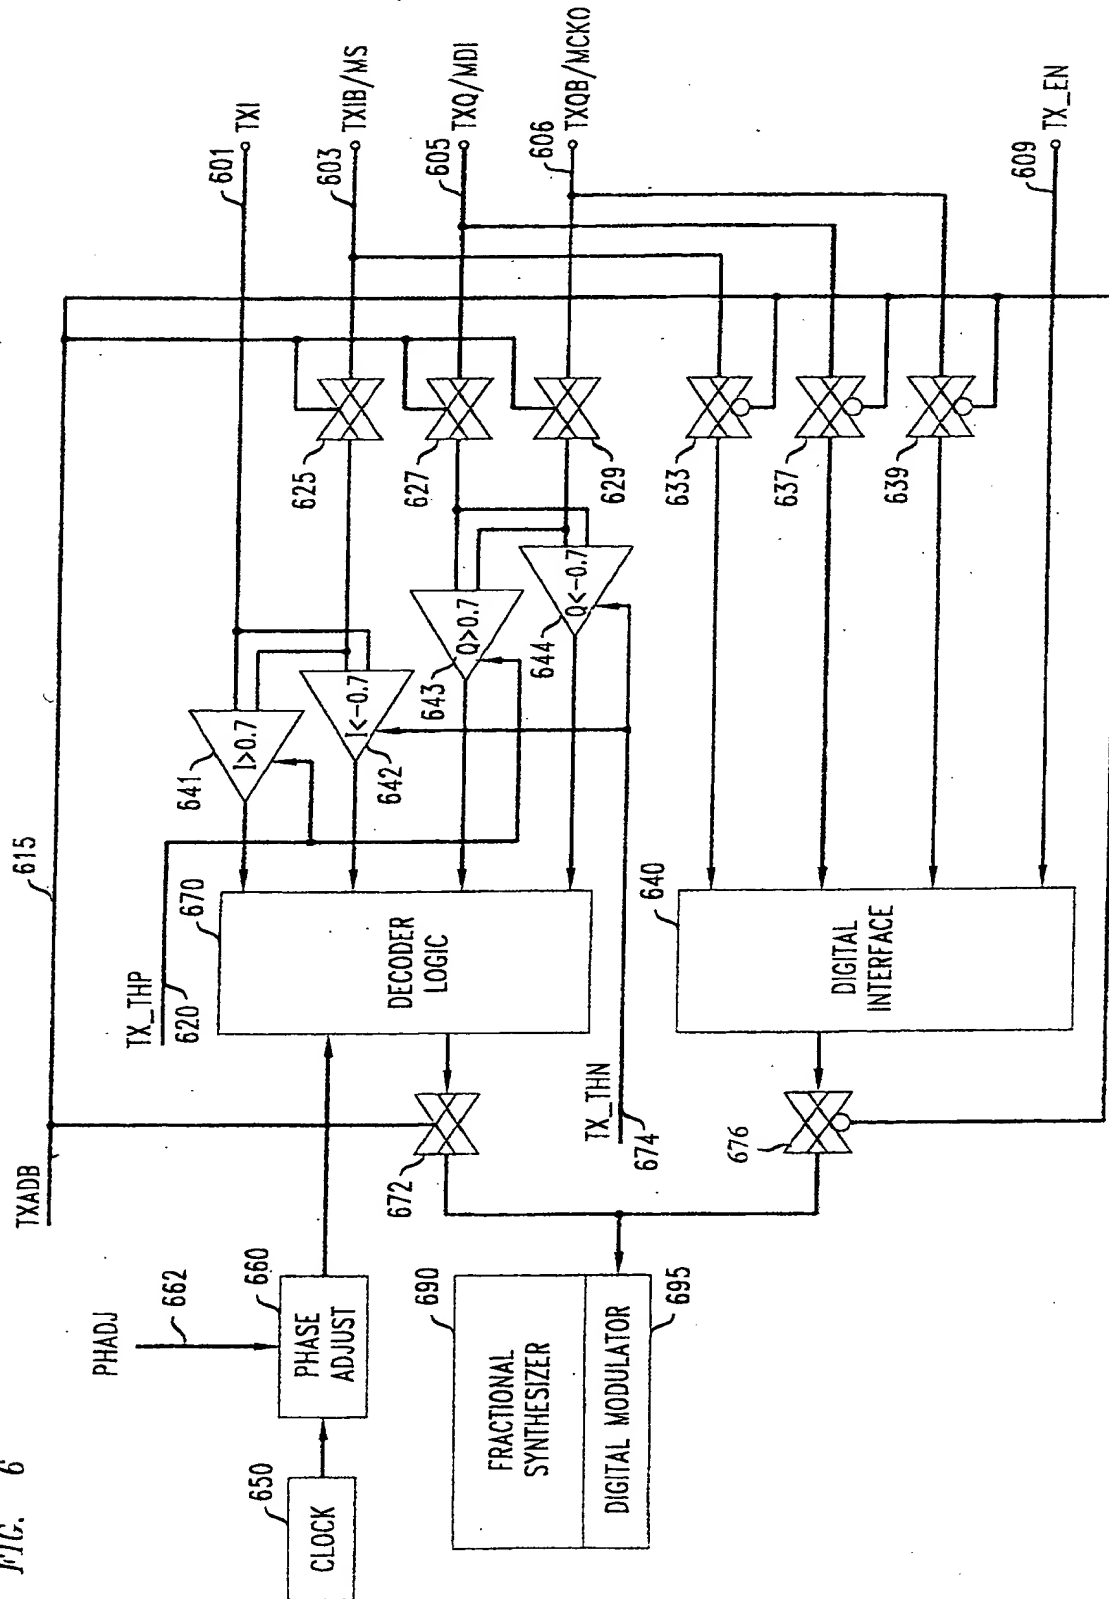 FIG. 6
TXADB
615
PHADJ
662
TX_THP
620
CLOCK
650
PHASE
ADJUST
660
DECODER
LOGIC
670
672
FRACTIONAL
SYNTHESIZER
690
DIGITAL MODULATOR
695
TX_THN
674
676
DIGITAL
INTERFACE
640
I>0.7
641
I<-0.7
642
Q>0.7
643
Q<-0.7
644
625
627
629
633
637
639
601
TXI
603
TXIB/MS
605
TXQ/MDI
606
TXQB/MCKO
609
TX_EN